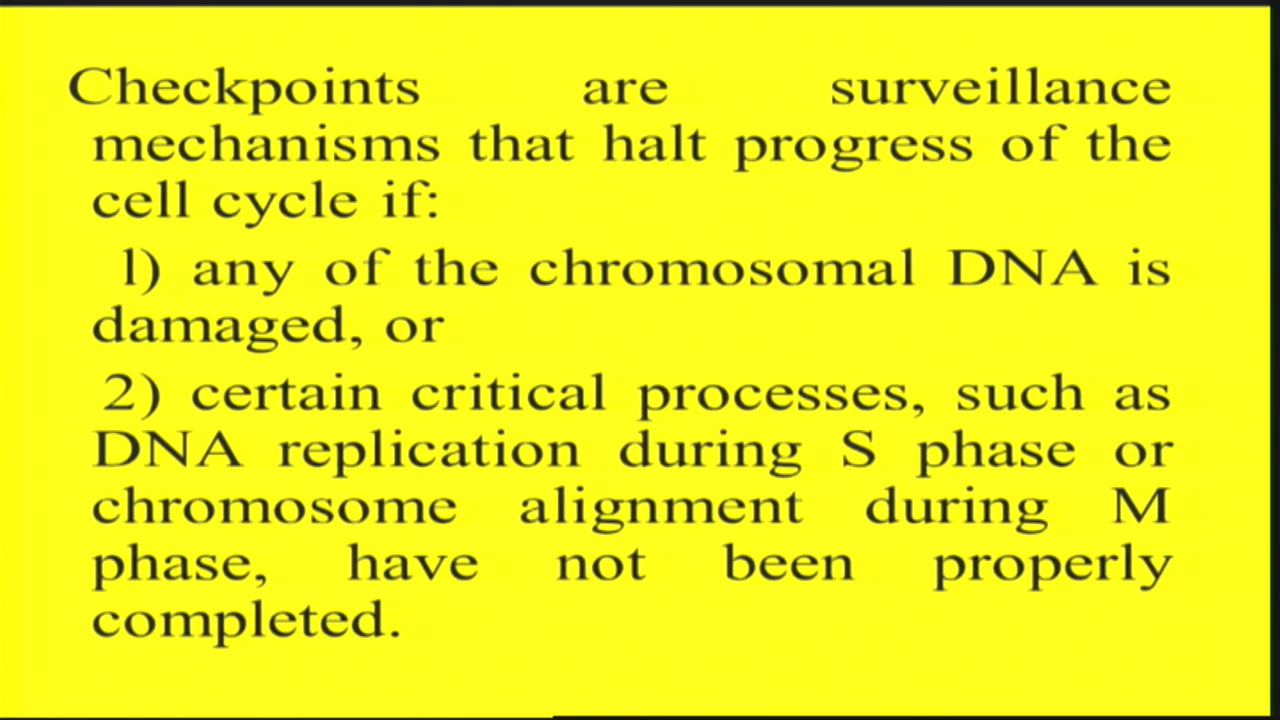 Checkpoints are surveillance
mechanisms that halt progress of the
cell cycle if:
1) any of the chromosomal DNA is
damaged, or
2) certain critical processes, such as
DNA replication during S phase or
chromosome alignment during M
phase, have not been properly
completed.